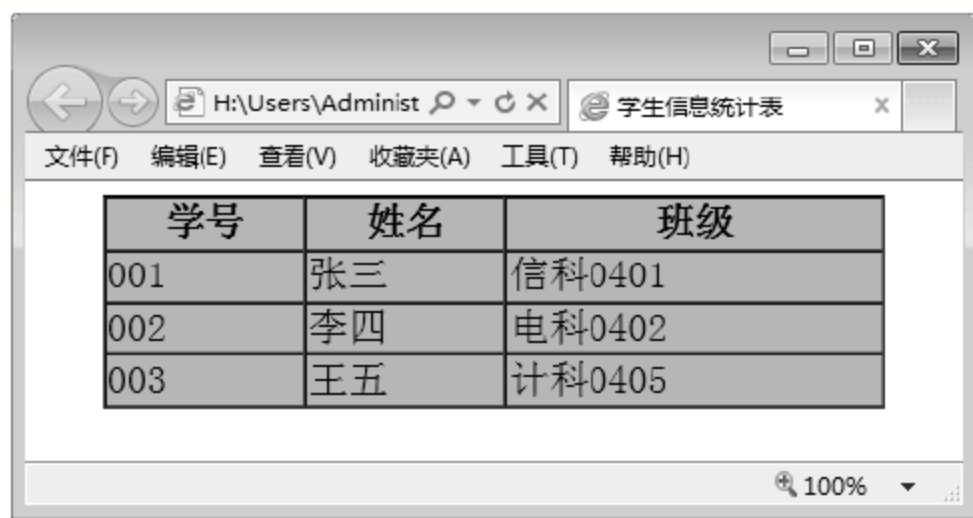 H:\Users\Administ
学生信息统计表
文件(F) 编辑(E) 查看(V) 收藏夹(A) 工具(T) 帮助(H)
学号 姓名 班级
001 张三 信科0401
002 李四 电科0402
003 王五 计科0405
100%